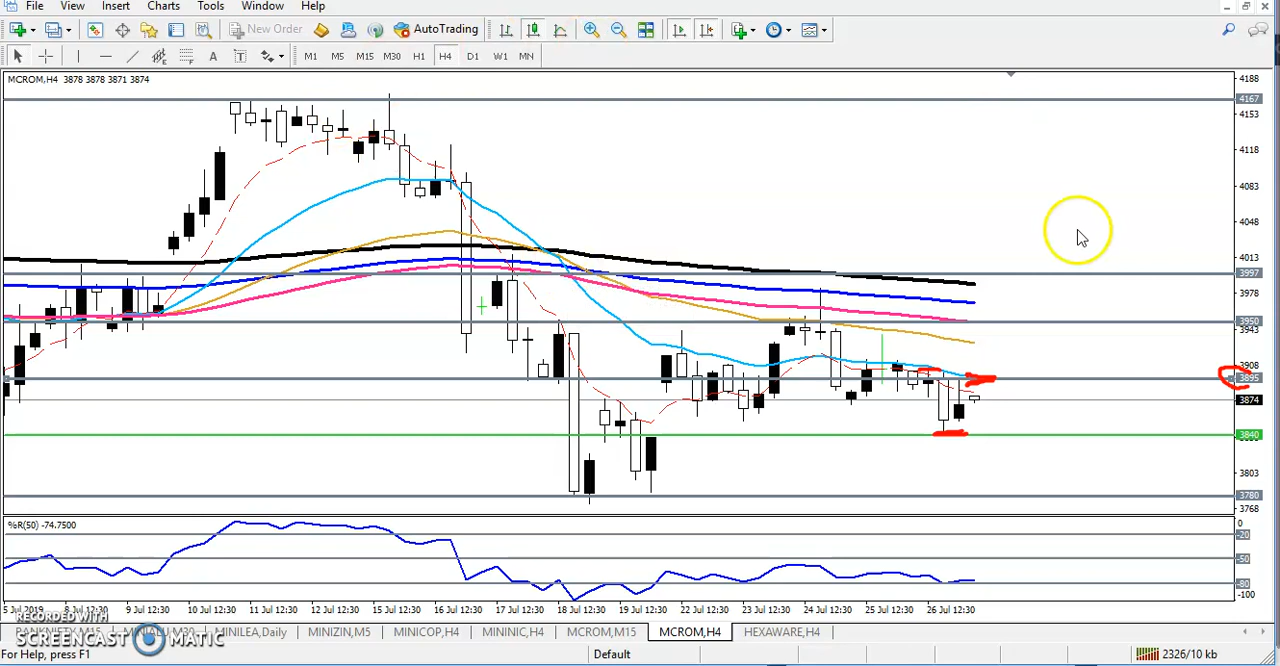 File View Insert Charts Tools Window Help
New Order AutoTrading
A T M1 M5 M15 M30 H1 H4 D1 W1 MN
MCROM,H4 3878 3878 3871 3874
4188
4167
4153
4118
4083
4048
4013
3997
3978
3950
3943
3908
3895
3874
3840
3803
3780
3768
%R(50) -74.7500
0
-20
-50
-80
-100
5 Jul 2019 8 Jul 12:30 9 Jul 12:30 10 Jul 12:30 11 Jul 12:30 12 Jul 12:30 15 Jul 12:30 16 Jul 12:30 17 Jul 12:30 18 Jul 12:30 19 Jul 12:30 22 Jul 12:30 23 Jul 12:30 24 Jul 12:30 25 Jul 12:30 26 Jul 12:30
RECORDED WITH
SCREENCAST MATIC
MINILEA,Daily MINIZIN,M5 MINICOP,H4 MININIC,H4 MCROM,M15 MCROM,H4 HEXAWARE,H4
For Help, press F1 Default 2326/10 kb